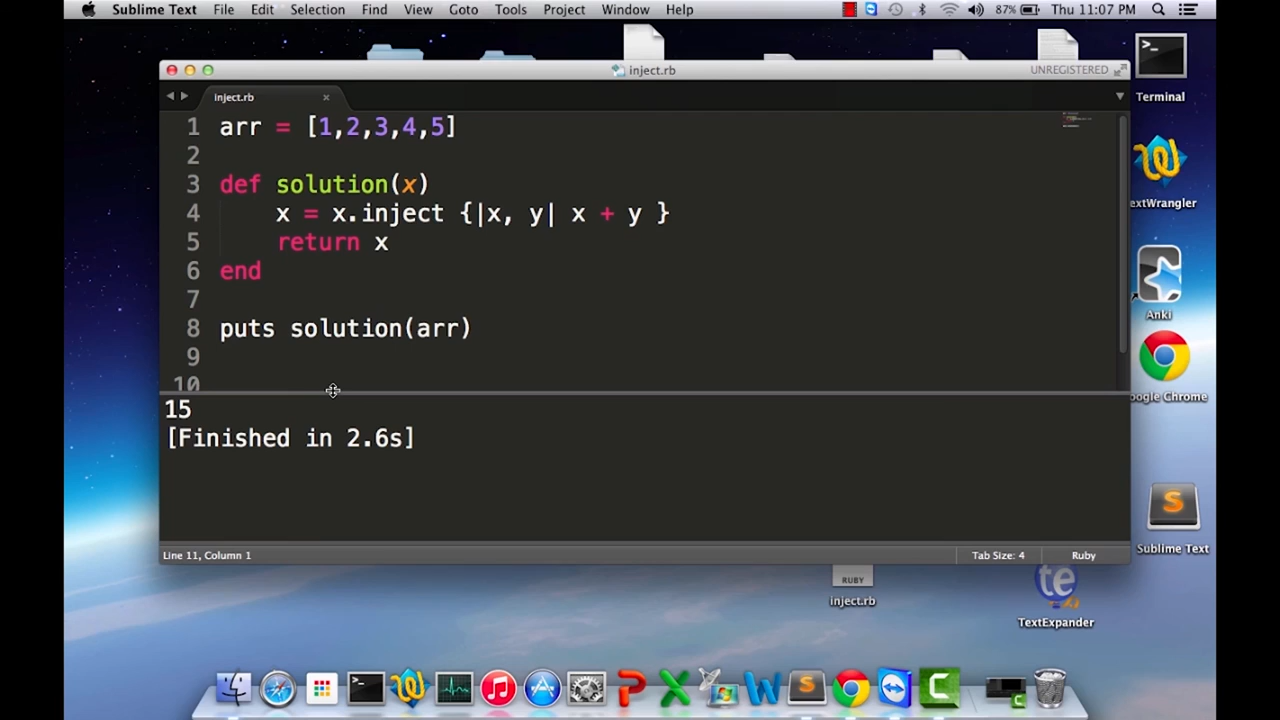 Sublime Text File Edit Selection Find View Goto Tools Project Window Help 87% Thu 11:07 PM
inject.rb UNREGISTERED
inject.rb
1 arr = [1,2,3,4,5]
2
3 def solution(x)
4 x = x.inject {|x, y| x + y }
5 return x
6 end
7
8 puts solution(arr)
9
10
15
[Finished in 2.6s]
Line 11, Column 1 Tab Size: 4 Ruby
Terminal
extWrangler
Anki
oogle Chrome
Sublime Text
RUBY
inject.rb
te
TextExpander